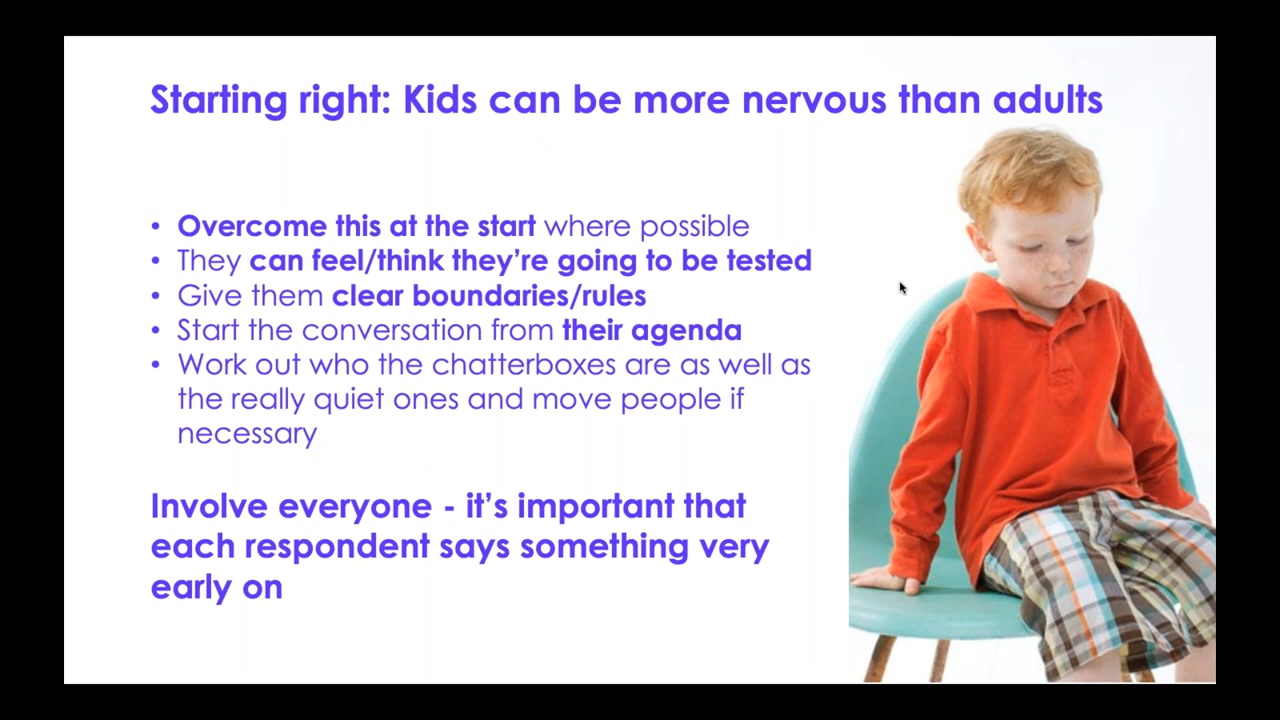 Starting right: Kids can be more nervous than adults
• Overcome this at the start where possible
• They can feel/think they’re going to be tested
• Give them clear boundaries/rules
• Start the conversation from their agenda
• Work out who the chatterboxes are as well as
the really quiet ones and move people if
necessary
Involve everyone - it’s important that
each respondent says something very
early on